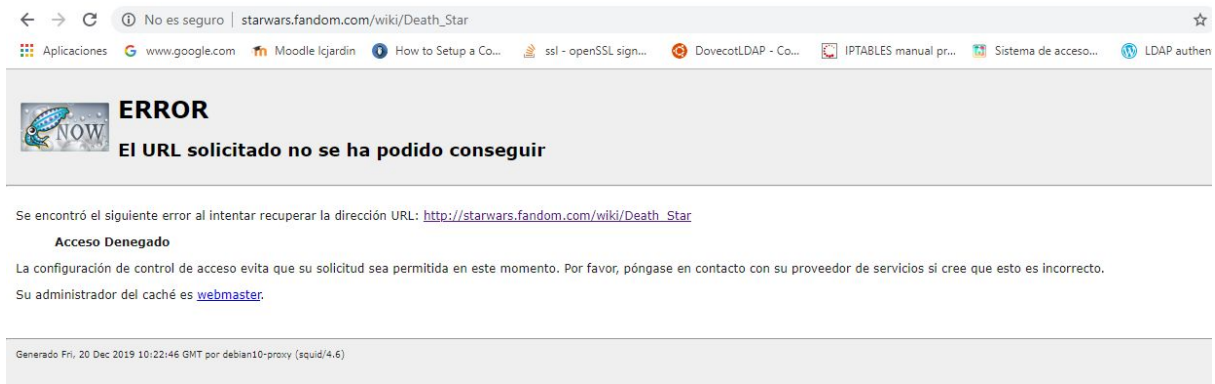 No es seguro | starwars.fandom.com/wiki/Death_Star
Aplicaciones www.google.com Moodle Icjardin How to Setup a Co... ssl - openSSL sign... DovecotLDAP - Co... IPTABLES manual pr... Sistema de acceso... LDAP authen
NOW
ERROR
El URL solicitado no se ha podido conseguir
Se encontró el siguiente error al intentar recuperar la dirección URL: http://starwars.fandom.com/wiki/Death_Star
Acceso Denegado
La configuración de control de acceso evita que su solicitud sea permitida en este momento. Por favor, póngase en contacto con su proveedor de servicios si cree que esto es incorrecto.
Su administrador del caché es webmaster.
Generado Fri, 20 Dec 2019 10:22:46 GMT por debian10-proxy (squid/4.6)